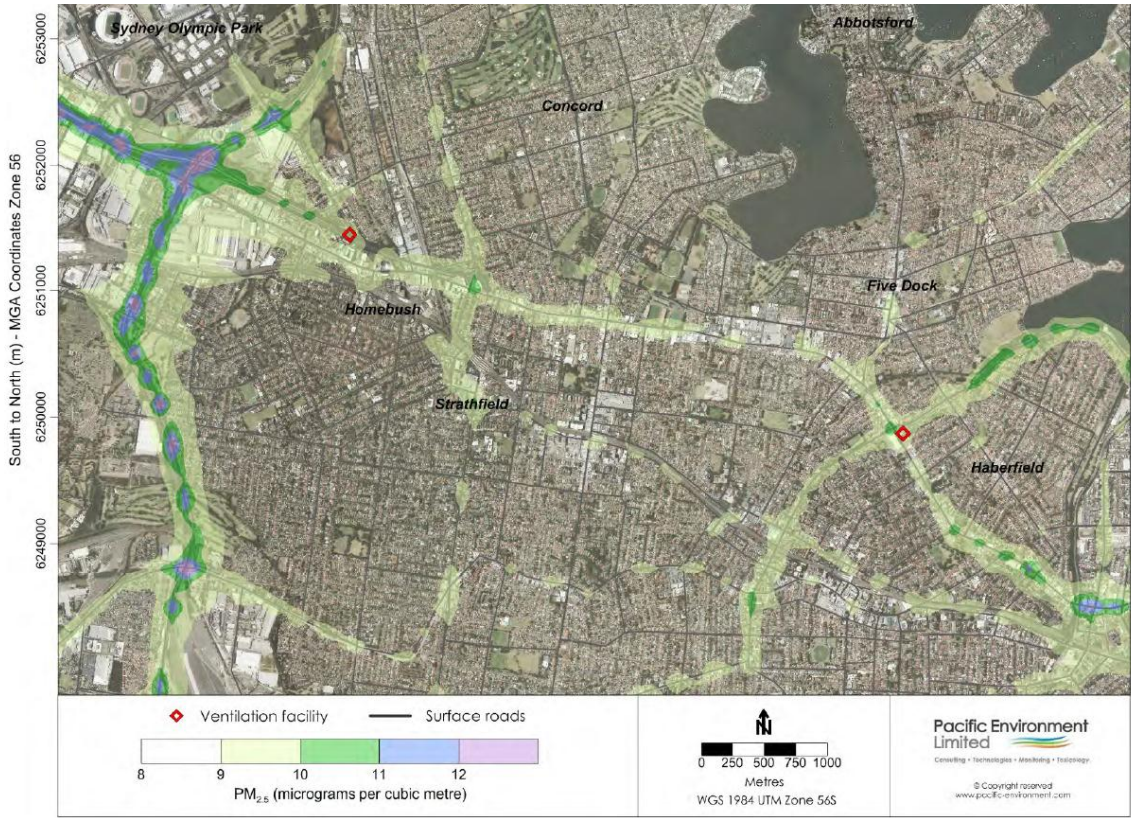 Sydney Olympic Park
Abbotsford
Concord
Five Dock
Homebush
Strathfield
Haberfield
South to North (m) - MGA Coordinates Zone 56
6253000
6252000
6251000
6250000
6249000
Ventilation facility
Surface roads
8 9 10 11 12
PM2.5 (micrograms per cubic metre)
N
0 250 500 750 1000
Metres
WGS 1984 UTM Zone 56S
Pacific Environment
Limited
Consulting • Technologies • Monitoring • Toxicology
© Copyright reserved
www.pacific-environment.com